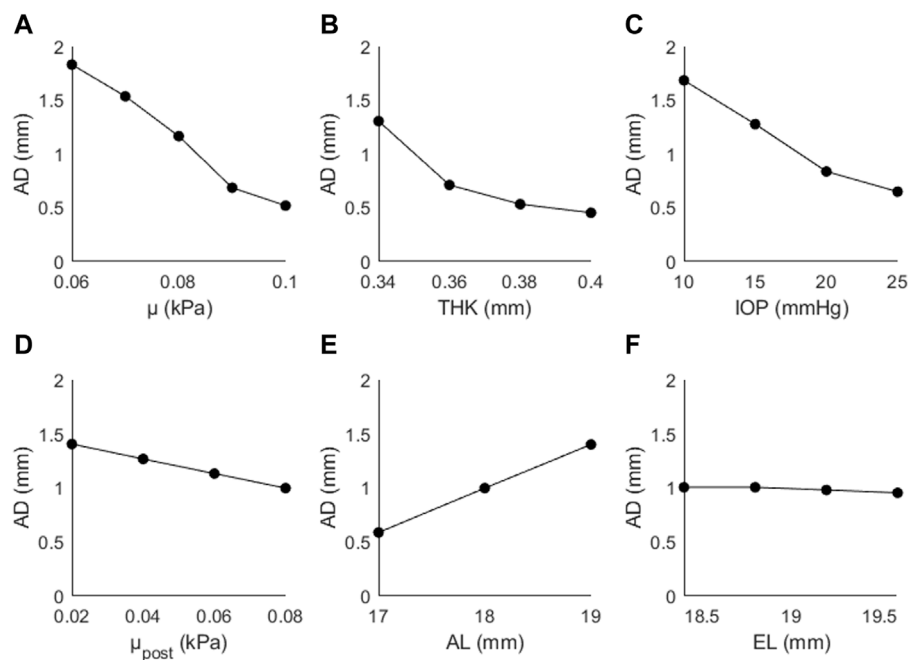 A
2
1.5
1
0.5
0
AD (mm)
0.06
0.08
0.1
μ (kPa)
B
2
1.5
1
0.5
0
AD (mm)
0.34
0.36
0.38
0.4
THK (mm)
C
2
1.5
1
0.5
0
AD (mm)
10
15
20
25
IOP (mmHg)
D
2
1.5
1
0.5
0
AD (mm)
0.02
0.04
0.06
0.08
μpost (kPa)
E
2
1.5
1
0.5
0
AD (mm)
17
18
19
AL (mm)
F
2
1.5
1
0.5
0
AD (mm)
18.5
19
19.5
EL (mm)